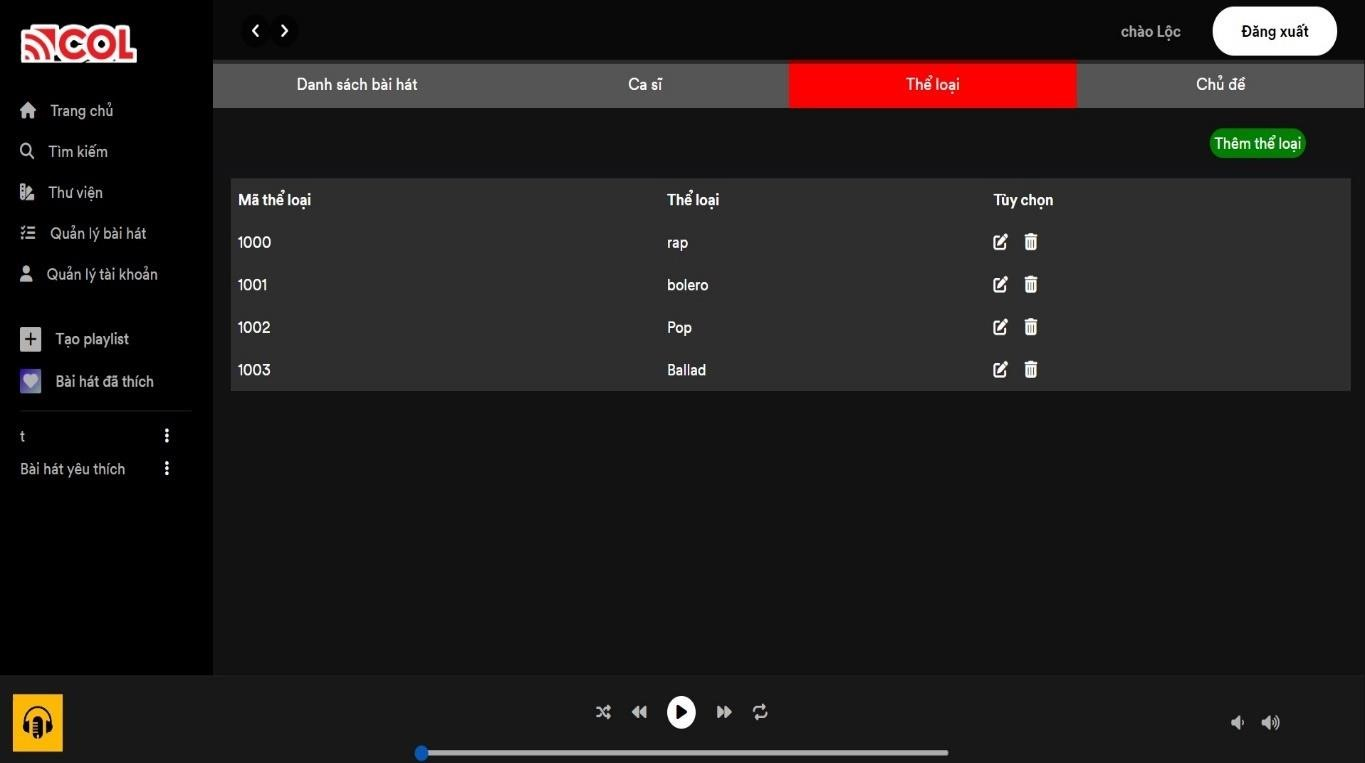 COL
chào Lộc
Đăng xuất
Trang chủ
Tìm kiếm
Thư viện
Quản lý bài hát
Quản lý tài khoản
Tạo playlist
Bài hát đã thích
t
Bài hát yêu thích
Danh sách bài hát Ca sĩ Thể loại Chủ đề
Thêm thể loại
Mã thể loại Thể loại Tùy chọn
1000 rap
1001 bolero
1002 Pop
1003 Ballad